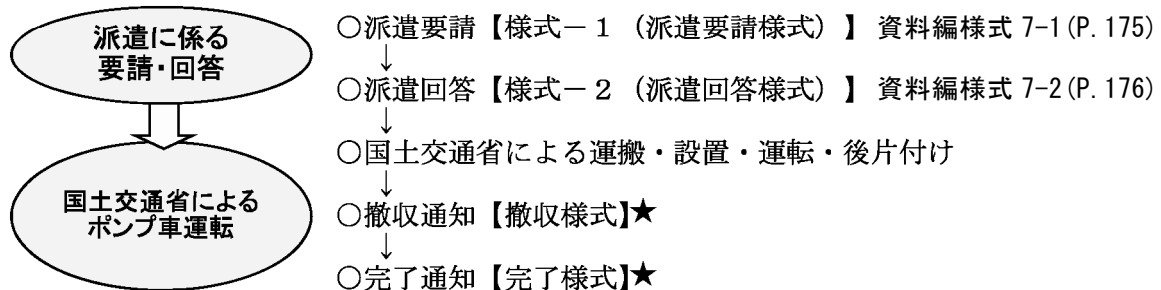 派遣に係る
要請・回答
国土交通省による
ポンプ車運転
○派遣要請【様式－１（派遣要請様式）】 資料編様式 7-1(P.175)
↓
○派遣回答【様式－２（派遣回答様式）】 資料編様式 7-2(P.176)
↓
○国土交通省による運搬・設置・運転・後片付け
↓
○撤収通知【撤収様式】★
↓
○完了通知【完了様式】★